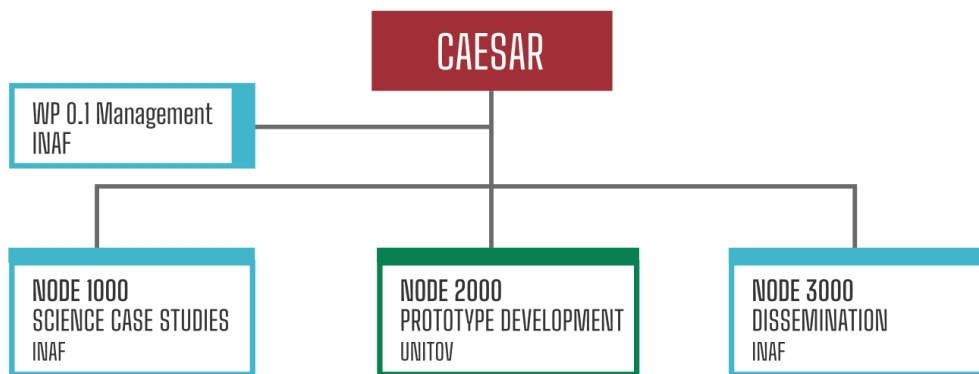 CAESAR
WP 0.1 Management
INAF
NODE 1000
SCIENCE CASE STUDIES
INAF
NODE 2000
PROTOTYPE DEVELOPMENT
UNITOV
NODE 3000
DISSEMINATION
INAF